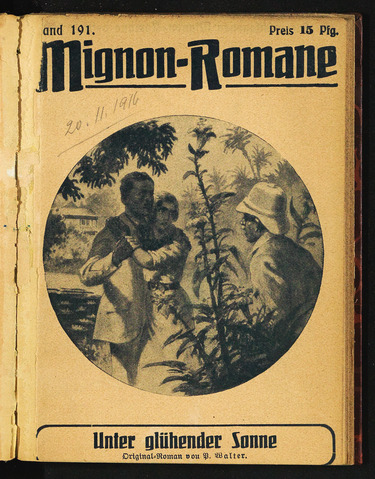 and 191.
Preis 15 Pfg.
Mignon-Romane
20. 11. 1916
Unter glühender Sonne
Original-Roman von P. Walter.